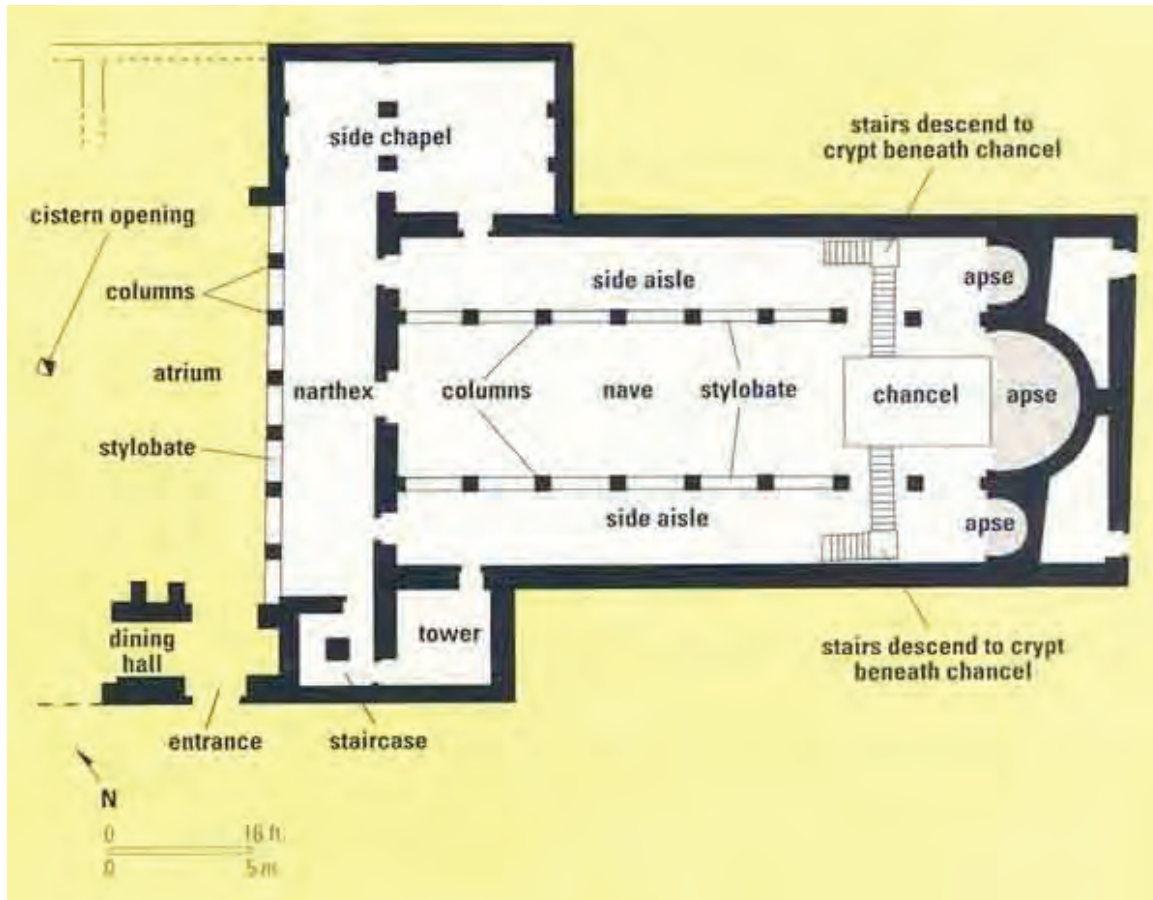 side chapel
stairs descend to
crypt beneath chancel
cistern opening
columns
side aisle
apse
atrium
narthex
columns
nave
stylobate
chancel
apse
stylobate
side aisle
apse
dining
hall
tower
stairs descend to crypt
beneath chancel
entrance
staircase
N
0 16 ft.
0 5 m.